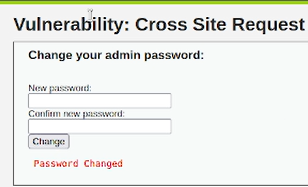 Vulnerability: Cross Site Request
Change your admin password:
New password:
Confirm new password:
Change
Password Changed